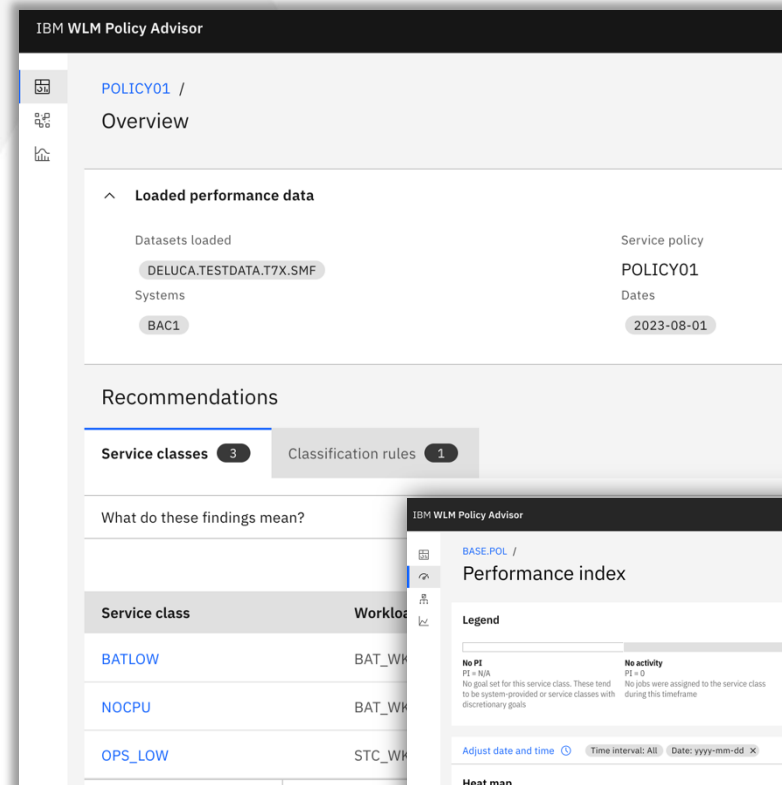 IBM WLM Policy Advisor
POLICY01 /
Overview
Loaded performance data
Datasets loaded
Service policy
DELUCA.TESTDATA.T7X.SMF
POLICY01
Systems
Dates
BAC1
2023-08-01
Recommendations
Service classes 3
Classification rules 1
What do these findings mean?
Service class
BATLOW
BAT_WK
NOCPU
BAT_WK
OPS_LOW
STC_WK
IBM WLM Policy Advisor
BASE.POL /
Performance index
Legend
No PI
PI = N/A
No goal set for this service class. These tend
to be system-provided or service classes with
discretionary goals
No activity
PI = 0
No jobs were assigned to the service class
during this timeframe
Adjust date and time
Time interval: All
Date: yyyy-mm-dd ×
Heat map